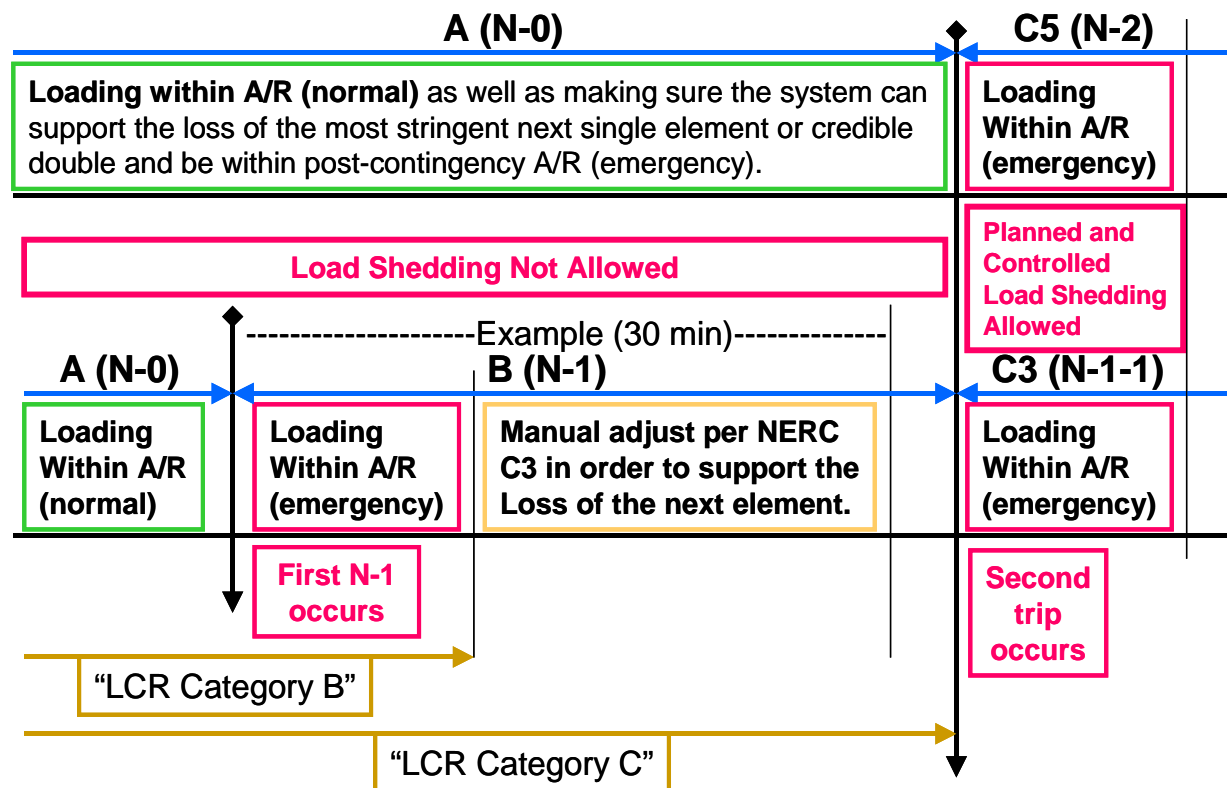 A (N-0)
C5 (N-2)
Loading within A/R (normal) as well as making sure the system can
support the loss of the most stringent next single element or credible
double and be within post-contingency A/R (emergency).
Loading
Within A/R
(emergency)
Load Shedding Not Allowed
Planned and
Controlled
Load Shedding
Allowed
--------------------Example (30 min)-------------
A (N-0)
B (N-1)
C3 (N-1-1)
Loading
Within A/R
(normal)
Loading
Within A/R
(emergency)
Manual adjust per NERC
C3 in order to support the
Loss of the next element.
Loading
Within A/R
(emergency)
First N-1
occurs
Second
trip
occurs
“LCR Category B”
“LCR Category C”